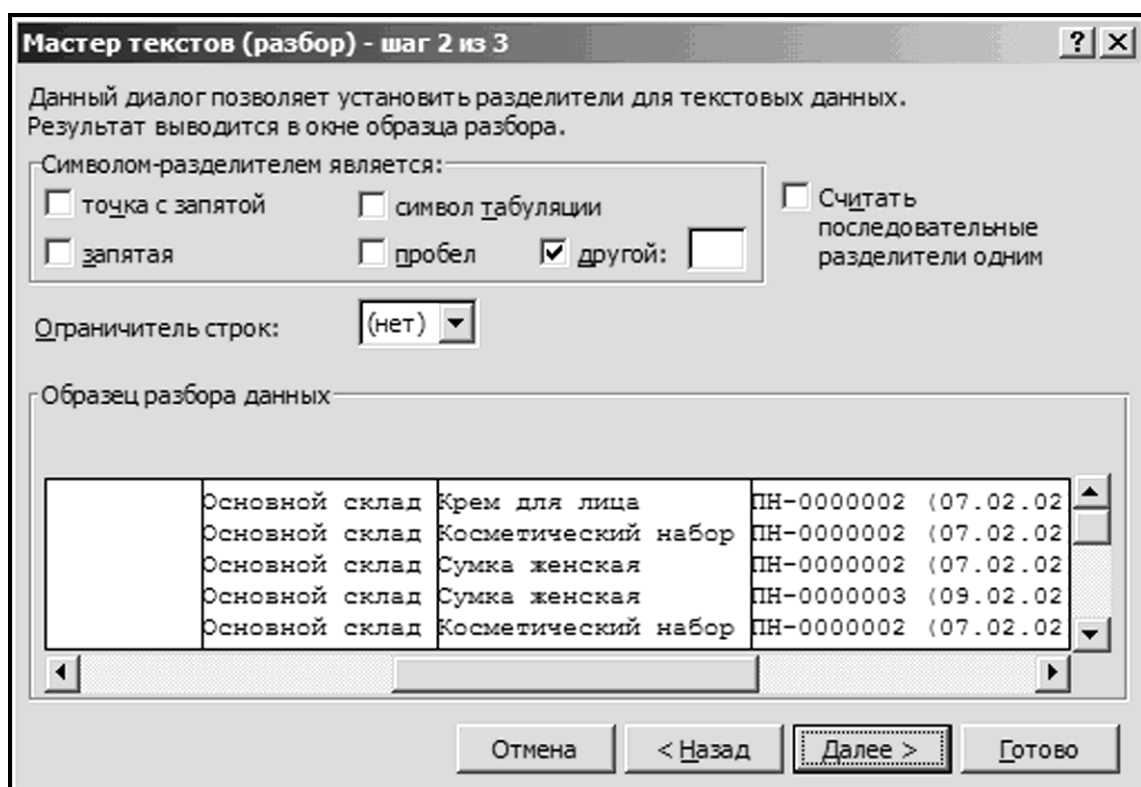 Мастер текстов (разбор) - шаг 2 из 3
Данный диалог позволяет установить разделители для текстовых данных.
Результат выводится в окне образца разбора.
Символом-разделителем является:
точка с запятой
символ табуляции
запятая
пробел
другой:
Считать
последовательные
разделители одним
Ограничитель строк:
(нет)
Образец разбора данных
Основной склад Крем для лица ПН-0000002 (07.02.02
Основной склад Косметический набор ПН-0000002 (07.02.02
Основной склад Сумка женская ПН-0000002 (07.02.02
Основной склад Сумка женская ПН-0000003 (09.02.02
Основной склад Косметический набор ПН-0000002 (07.02.02
Отмена
< Назад
Далее >
Готово